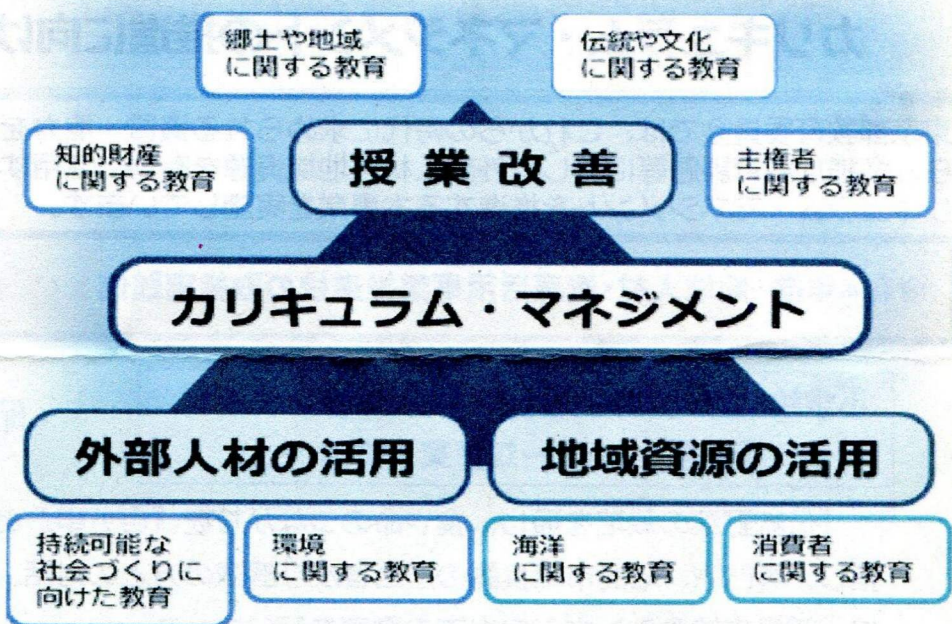 郷土や地域
に関する教育
伝統や文化
に関する教育
知的財産
に関する教育
授業改善
主権者
に関する教育
カリキュラム・マネジメント
外部人材の活用
地域資源の活用
持続可能な
社会づくりに
向けた教育
環境
に関する教育
海洋
に関する教育
消費者
に関する教育